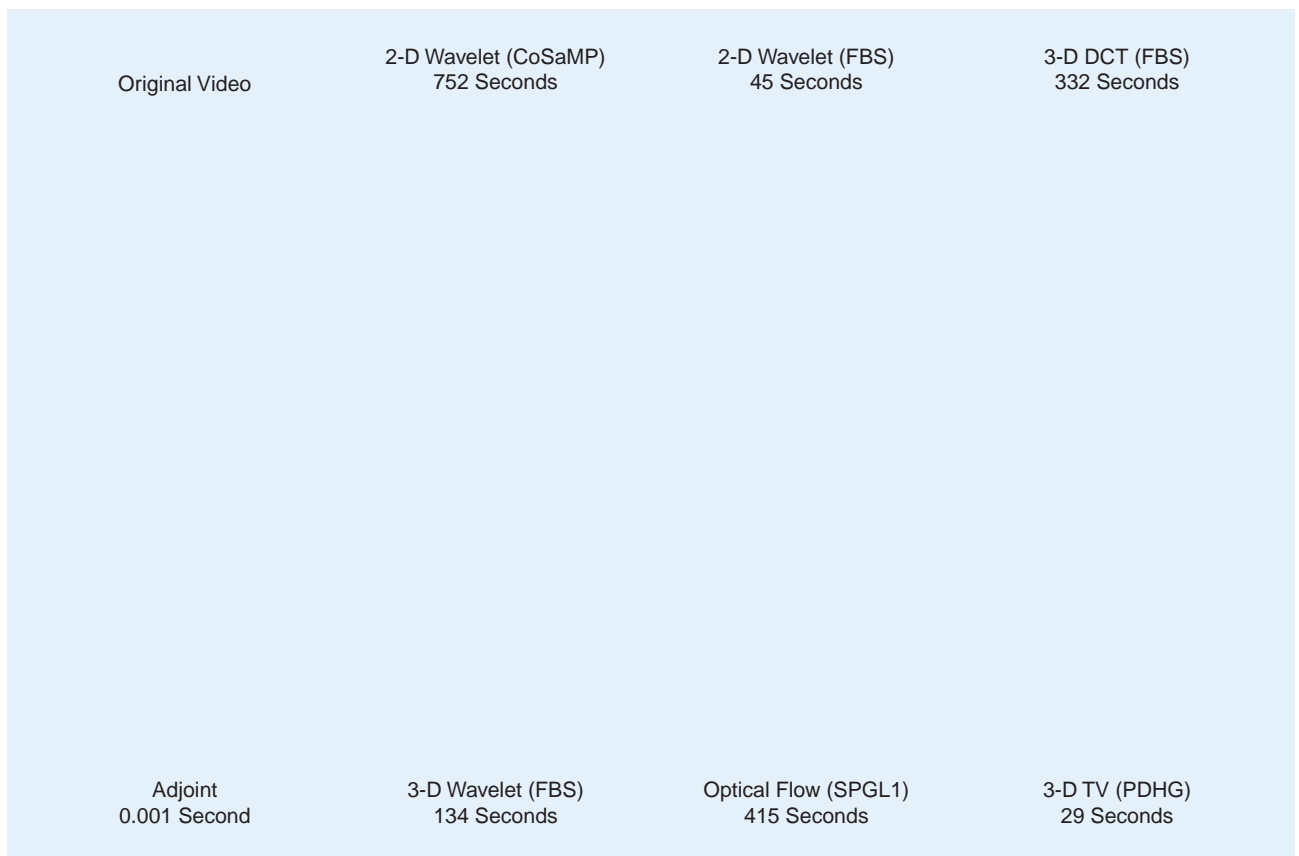 Original Video
2-D Wavelet (CoSaMP)
752 Seconds
2-D Wavelet (FBS)
45 Seconds
3-D DCT (FBS)
332 Seconds
Adjoint
0.001 Second
3-D Wavelet (FBS)
134 Seconds
Optical Flow (SPGL1)
415 Seconds
3-D TV (PDHG)
29 Seconds